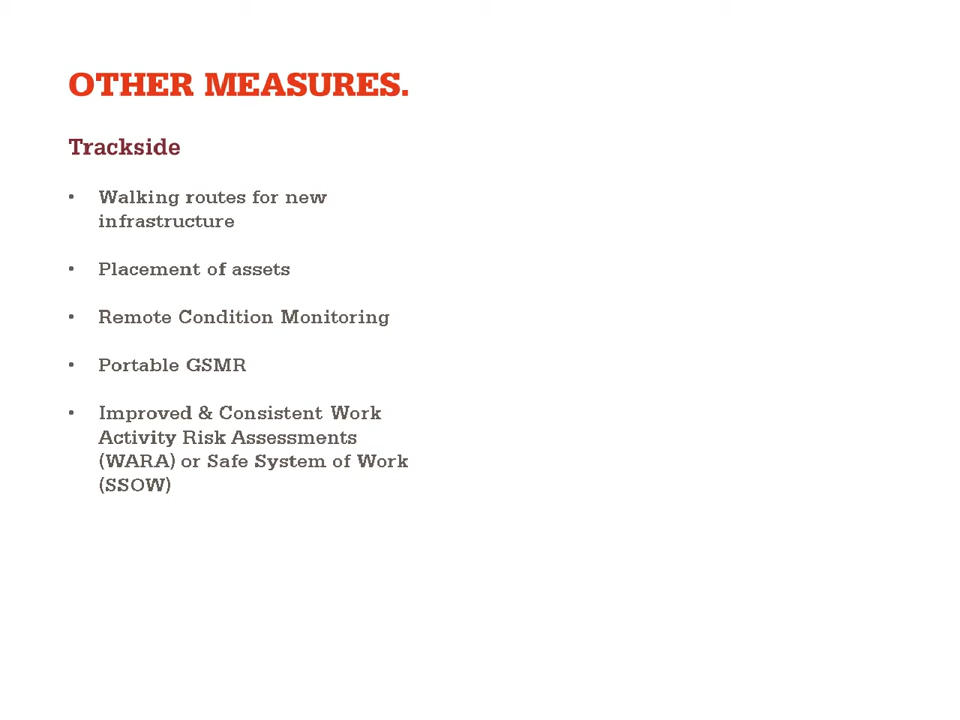 OTHER MEASURES.
Trackside
• Walking routes for new
infrastructure
• Placement of assets
• Remote Condition Monitoring
• Portable GSMR
• Improved & Consistent Work
Activity Risk Assessments
(WARA) or Safe System of Work
(SSOW)